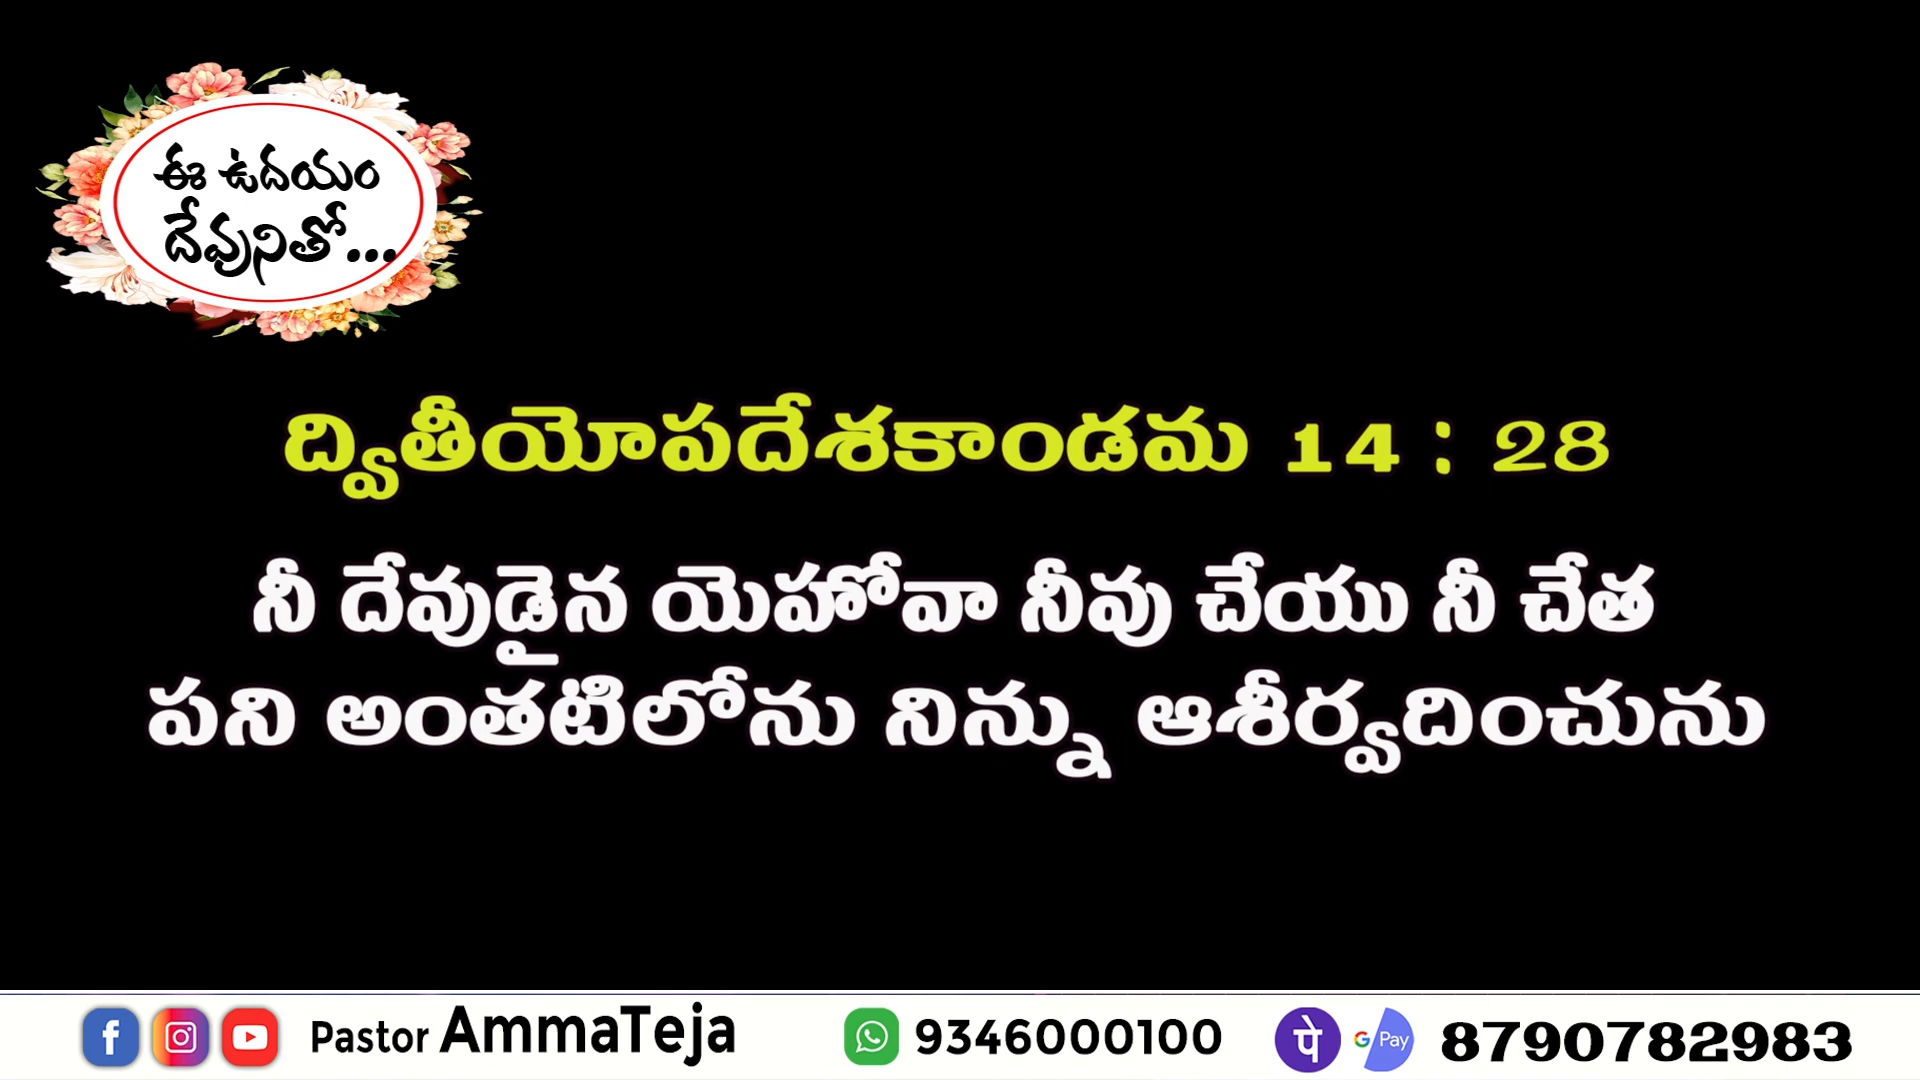 ఈ ఉదయం
దేవునితో...
ద్వితీయోపదేశకాండమ 14 : 28
నీ దేవుడైన యెహోవా నీవు చేయు నీ చేత
పని అంతటిలోను నిన్ను ఆశీర్వదించును
Pastor AmmaTeja 9346000100 पे G Pay 8790782983